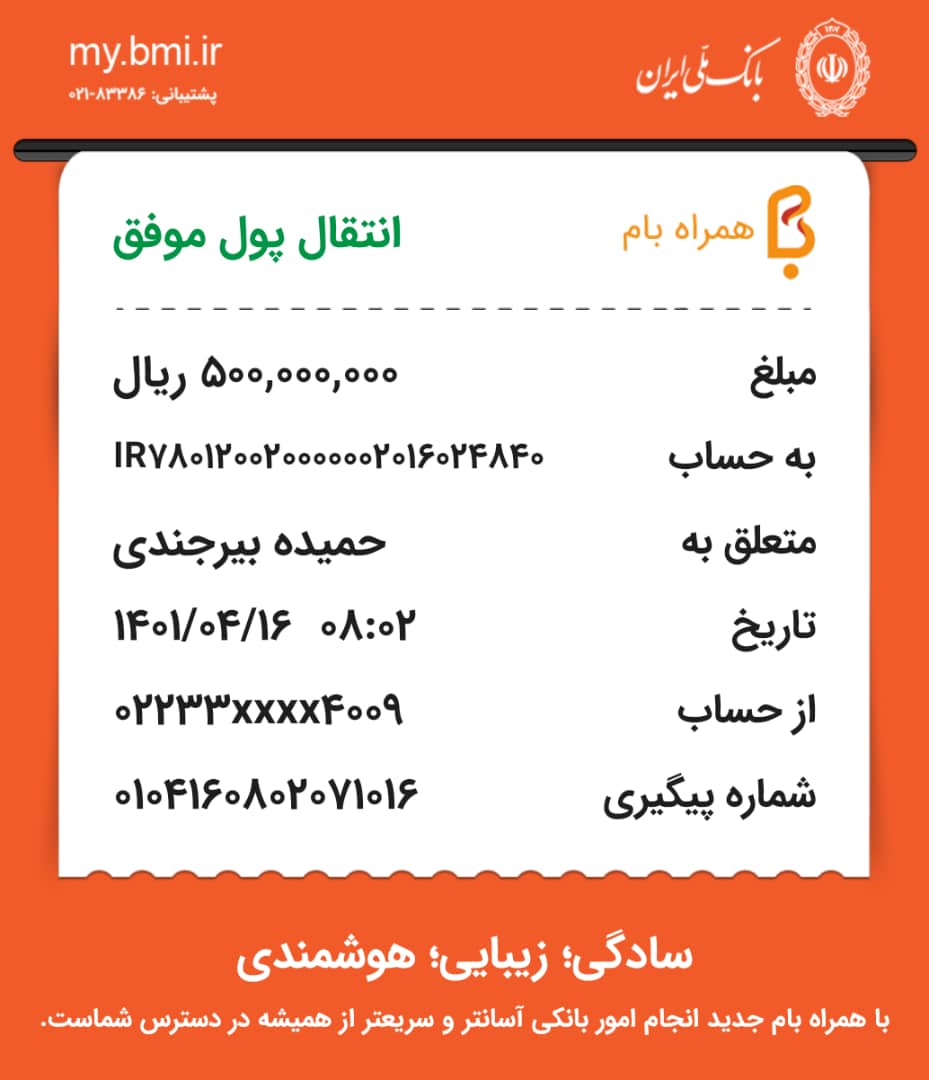 my.bmi.ir
پشتیبانی: ۸۳۳۸۶-۰۲۱
بانک ملّی ایران
همراه بام
انتقال پول موفق
مبلغ ۵۰۰,۰۰۰,۰۰۰ ریال
به حساب IR۷۸۰۱۲۰۰۲۰۰۰۰۰۰۲۰۱۶۰۲۴۸۴۰
متعلق به حمیده بیرجندی
تاریخ ۱۴۰۱/۰۴/۱۶ ۰۸:۰۲
از حساب ۰۲۲۳۳xxxx۴۰۰۹
شماره پیگیری ۰۱۰۴۱۶۰۸۰۲۰۷۱۰۱۶
سادگی؛ زیبایی؛ هوشمندی
با همراه بام جدید انجام امور بانکی آسانتر و سریعتر از همیشه در دسترس شماست.